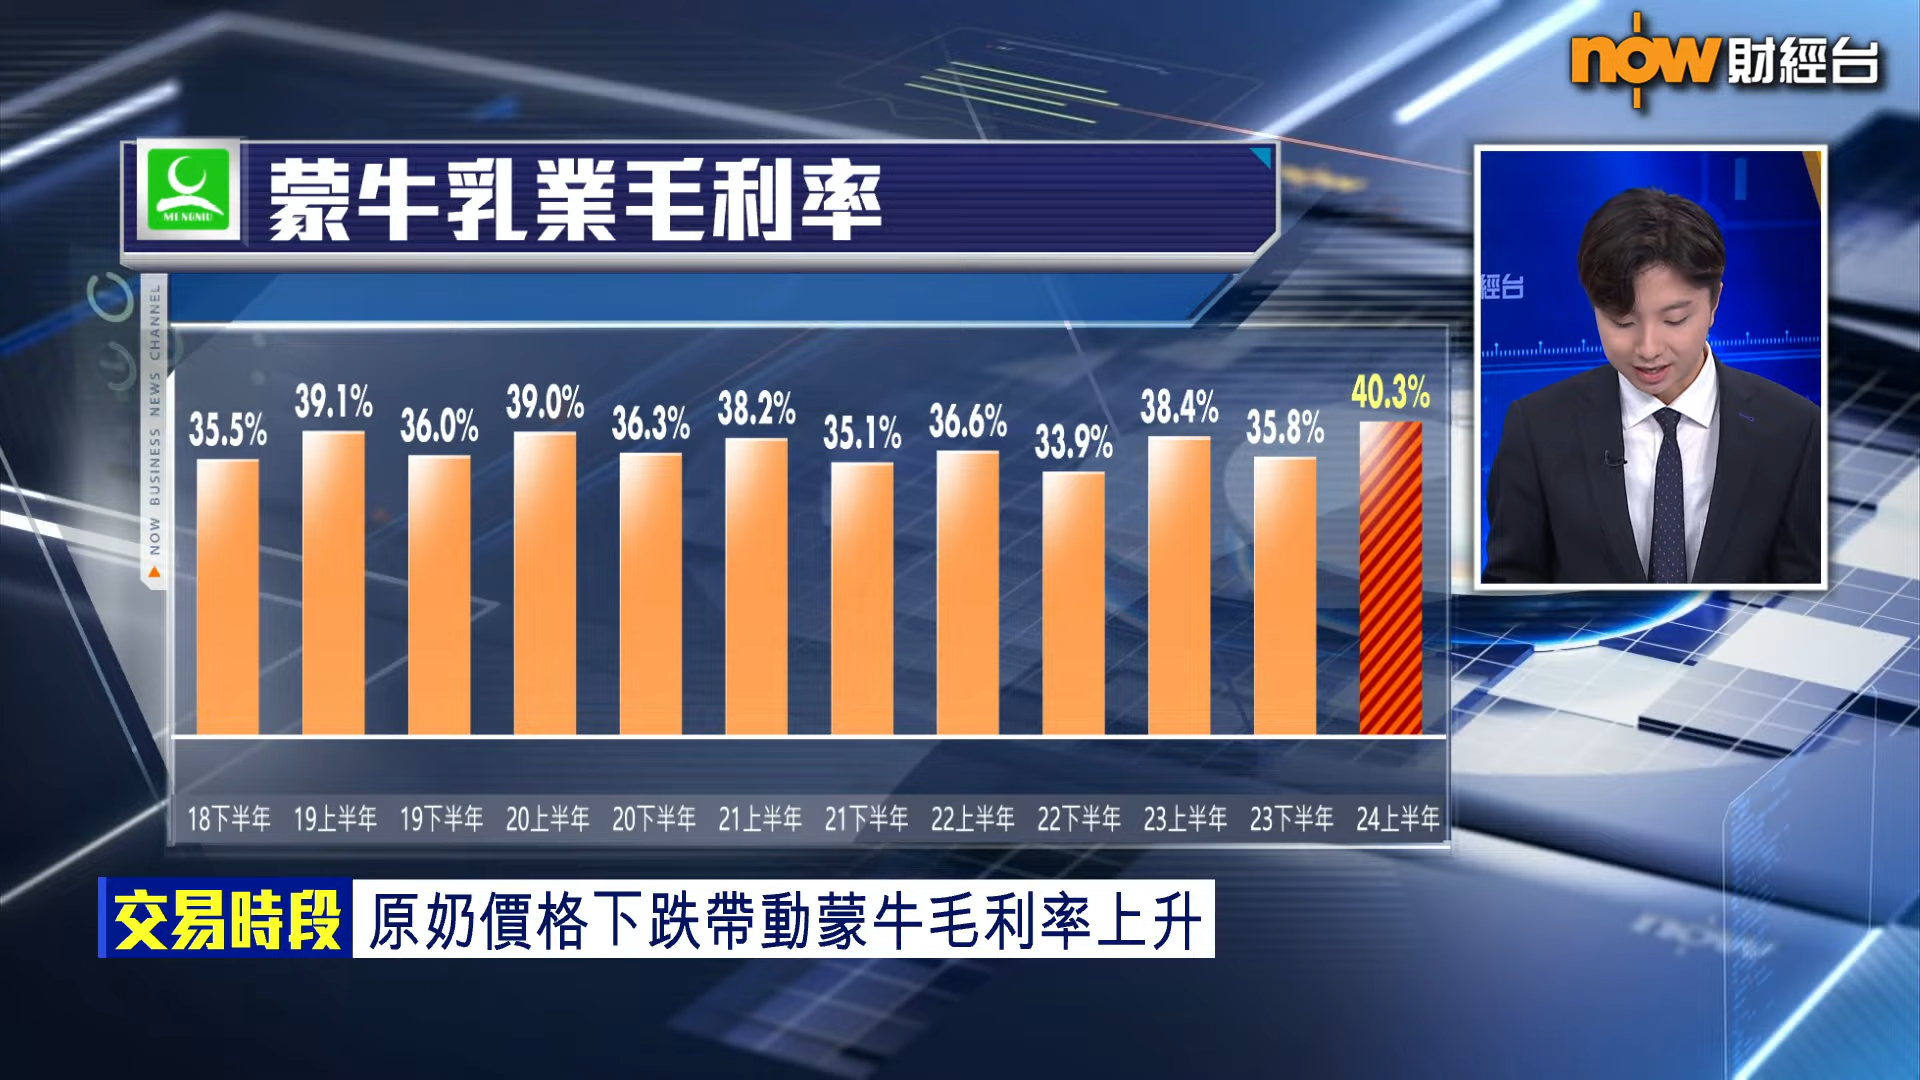 now財經台
MENGNIU
蒙牛乳業毛利率
NOW BUSINESS NEWS CHANNEL
經台
35.5% 39.1% 36.0% 39.0% 36.3% 38.2% 35.1% 36.6% 33.9% 38.4% 35.8% 40.3%
18下半年 19上半年 19下半年 20上半年 20下半年 21上半年 21下半年 22上半年 22下半年 23上半年 23下半年 24上半年
交易時段 原奶價格下跌帶動蒙牛毛利率上升